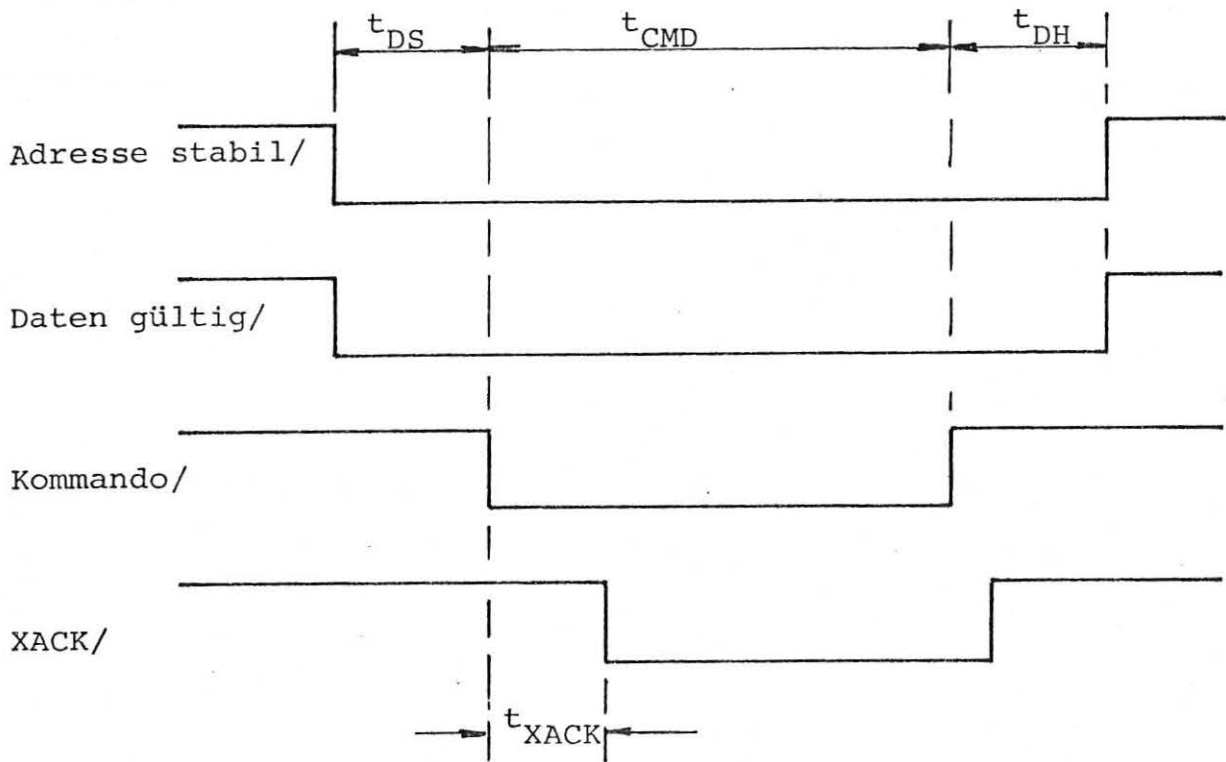 tDS tCMD tDH
Adresse stabil/
Daten gültig/
Kommando/
XACK/
tXACK